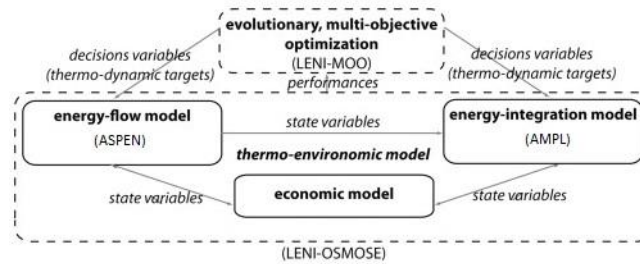 evolutionary, multi-objective
optimization
(LENI-MOO)
decisions variables
(thermo-dynamic targets)
performances
decisions variables
(thermo-dynamic targets)
energy-flow model
(ASPEN)
state variables
energy-integration model
(AMPL)
thermo-environomic model
economic model
state variables
state variables
(LENI-OSMOSE)